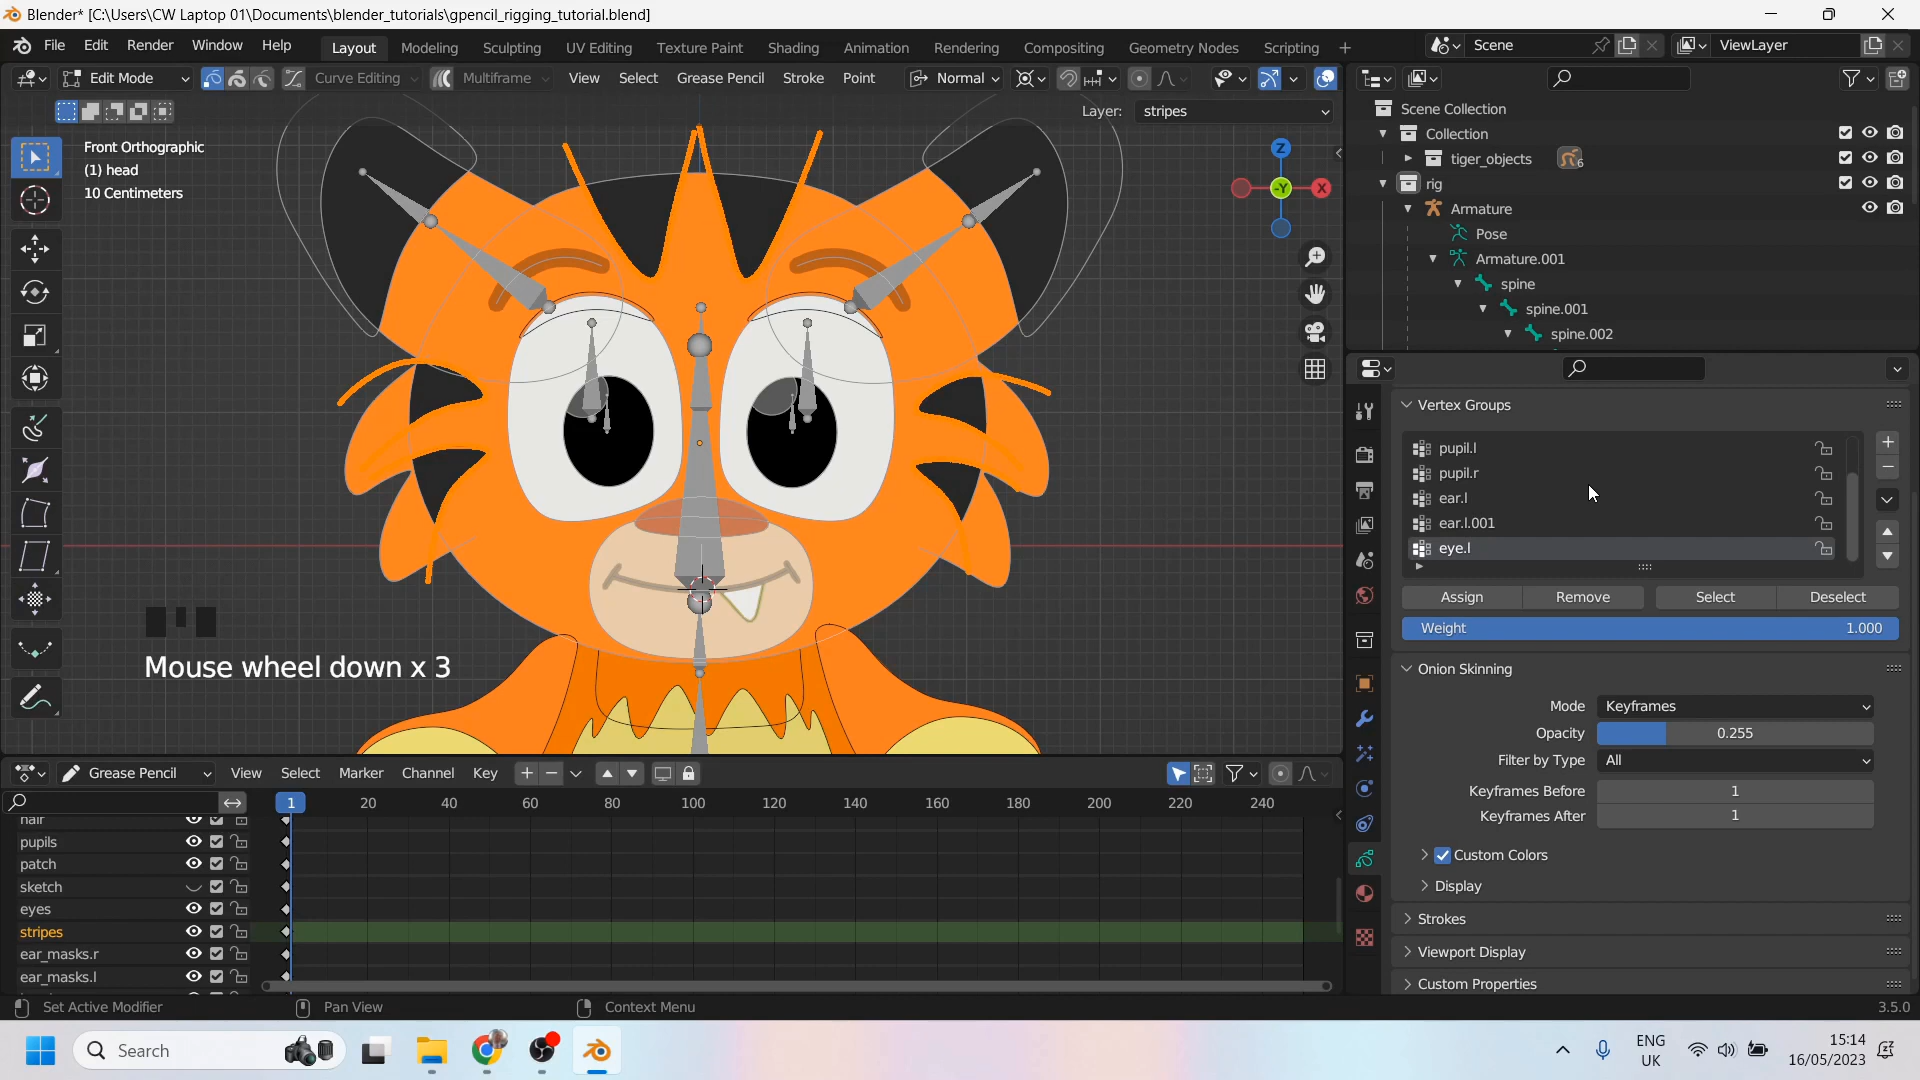 Blender* [C:\Users\CW Laptop 01\Documents\blender_tutorials\gpencil_rigging_tutorial.blend]
File Edit Render Window Help Layout Modeling Sculpting UV Editing Texture Paint Shading Animation Rendering Compositing Geometry Nodes Scripting + Scene ViewLayer
Edit Mode Curve Editing Multiframe View Select Grease Pencil Stroke Point Normal
Layer: stripes
Front Orthographic
(1) head
10 Centimeters
Z
X
-Y
Mouse wheel down x 3
Scene Collection
Collection
tiger_objects 6
rig
Armature
Pose
Armature.001
spine
spine.001
spine.002
Vertex Groups
pupil.l
pupil.r
ear.l
ear.l.001
eye.l
Assign Remove Select Deselect
Weight 1.000
Onion Skinning
Mode Keyframes
Opacity 0.255
Filter by Type All
Keyframes Before 1
Keyframes After 1
Custom Colors
Display
Strokes
Viewport Display
Custom Properties
Grease Pencil View Select Marker Channel Key
1 20 40 60 80 100 120 140 160 180 200 220 240
hair
pupils
patch
sketch
eyes
stripes
ear_masks.r
ear_masks.l
Set Active Modifier Pan View Context Menu 3.5.0
Search
ENG
UK
15:14
16/05/2023